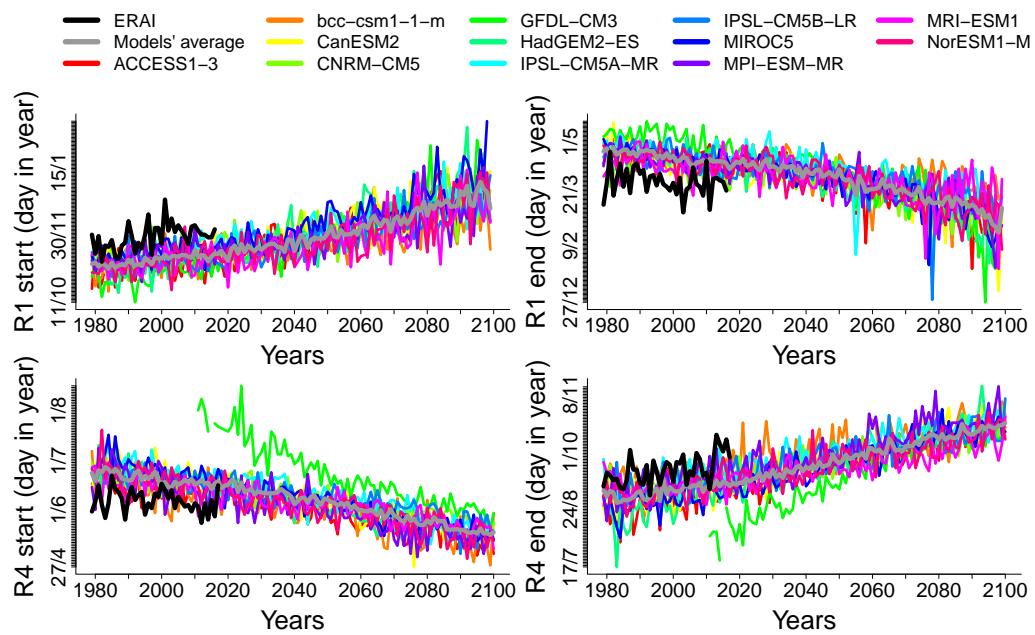 ERAI bcc−csm1−1−m GFDL−CM3 IPSL−CM5B−LR MRI−ESM1
Models' average CanESM2 HadGEM2−ES MIROC5 NorESM1−M
ACCESS1−3 CNRM−CM5 IPSL−CM5A−MR MPI−ESM−MR
R1 start (day in year)
15/1
30/11
11/10
1980 2000 2020 2040 2060 2080 2100
Years
R1 end (day in year)
1/5
21/3
9/2
27/12
1980 2000 2020 2040 2060 2080 2100
Years
R4 start (day in year)
1/8
1/7
1/6
27/4
1980 2000 2020 2040 2060 2080 2100
Years
R4 end (day in year)
8/11
1/10
24/8
17/7
1980 2000 2020 2040 2060 2080 2100
Years